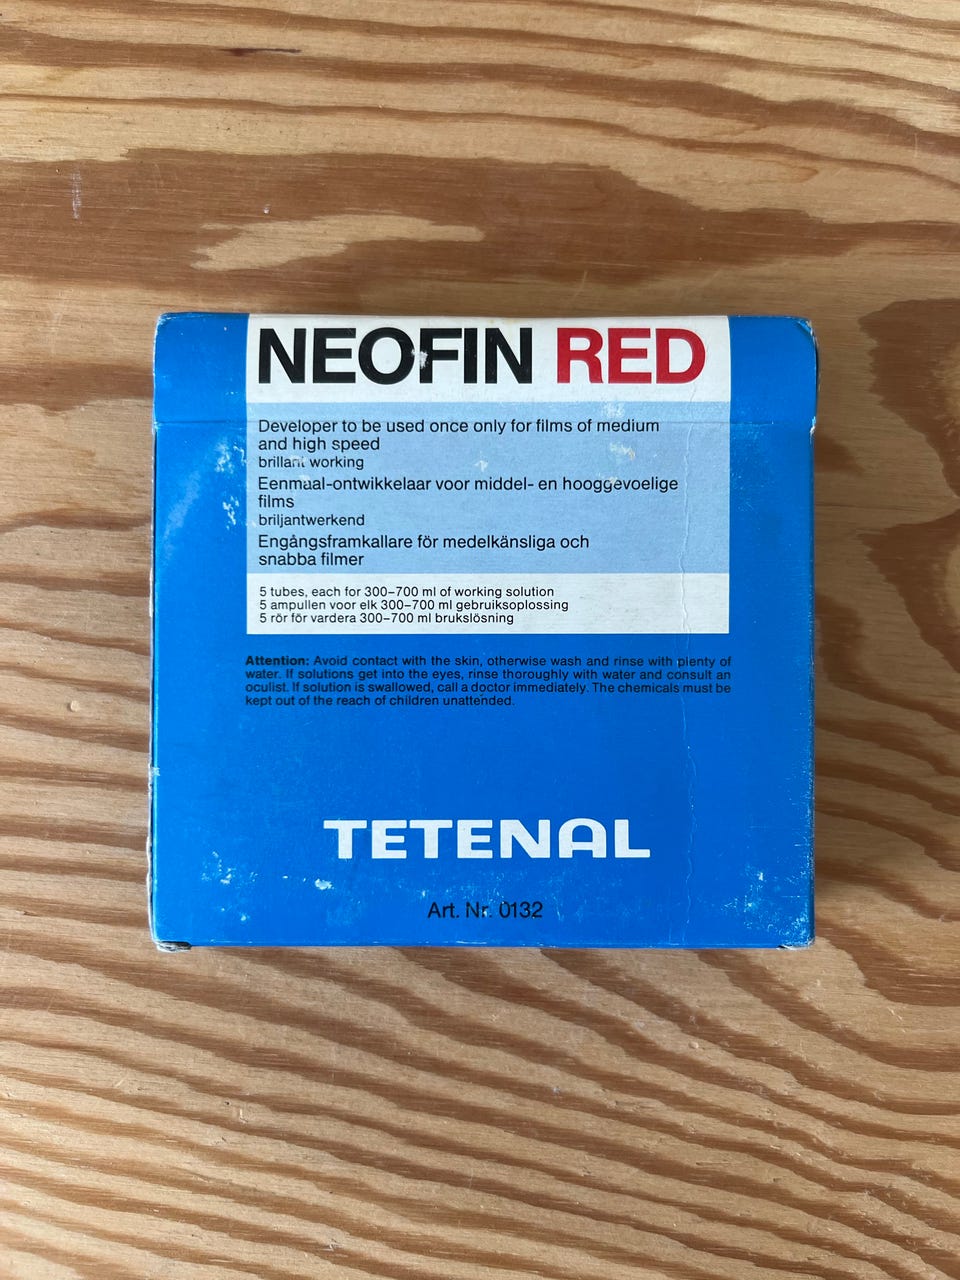 NEOFIN RED
Developer to be used once only for films of medium
and high speed
brillant working
Eenmaal-ontwikkelaar voor middel- en hooggevoelige
films
briljantwerkend
Engångsframkallare för medelkänsliga och
snabba filmer
5 tubes, each for 300–700 ml of working solution
5 ampullen voor elk 300–700 ml gebruiksoplossing
5 rör för vardera 300–700 ml brukslösning
Attention: Avoid contact with the skin, otherwise wash and rinse with plenty of
water. If solutions get into the eyes, rinse thoroughly with water and consult an
oculist. If solution is swallowed, call a doctor immediately. The chemicals must be
kept out of the reach of children unattended.
TETENAL
Art. Nr. 0132